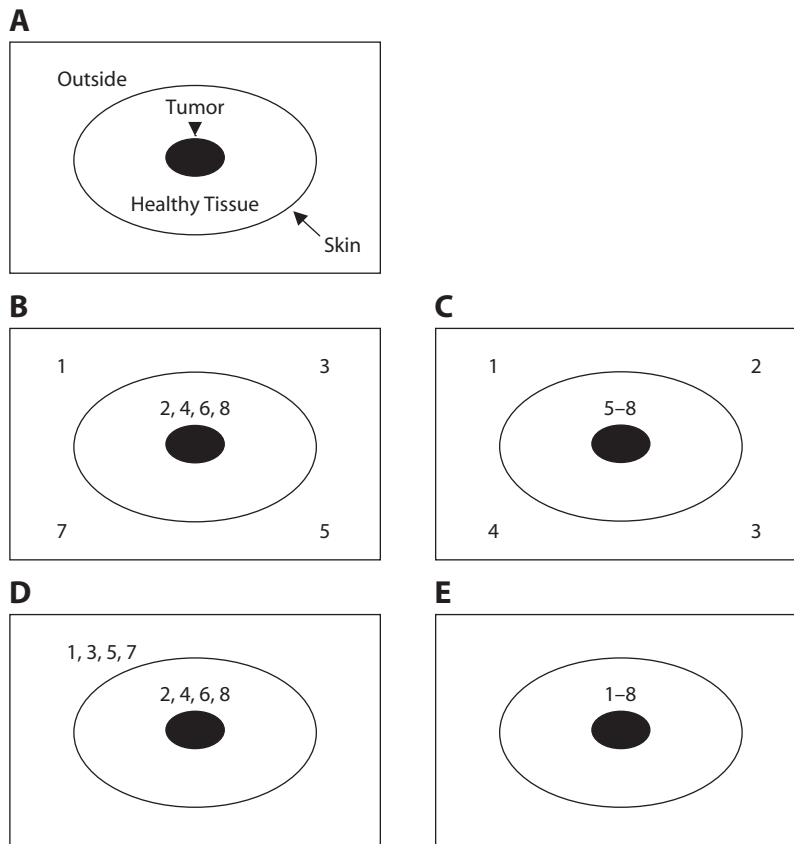 A
Outside
Tumor
Healthy Tissue
Skin
B
1
3
2, 4, 6, 8
7
5
C
1
2
5–8
4
3
D
1, 3, 5, 7
2, 4, 6, 8
E
1–8